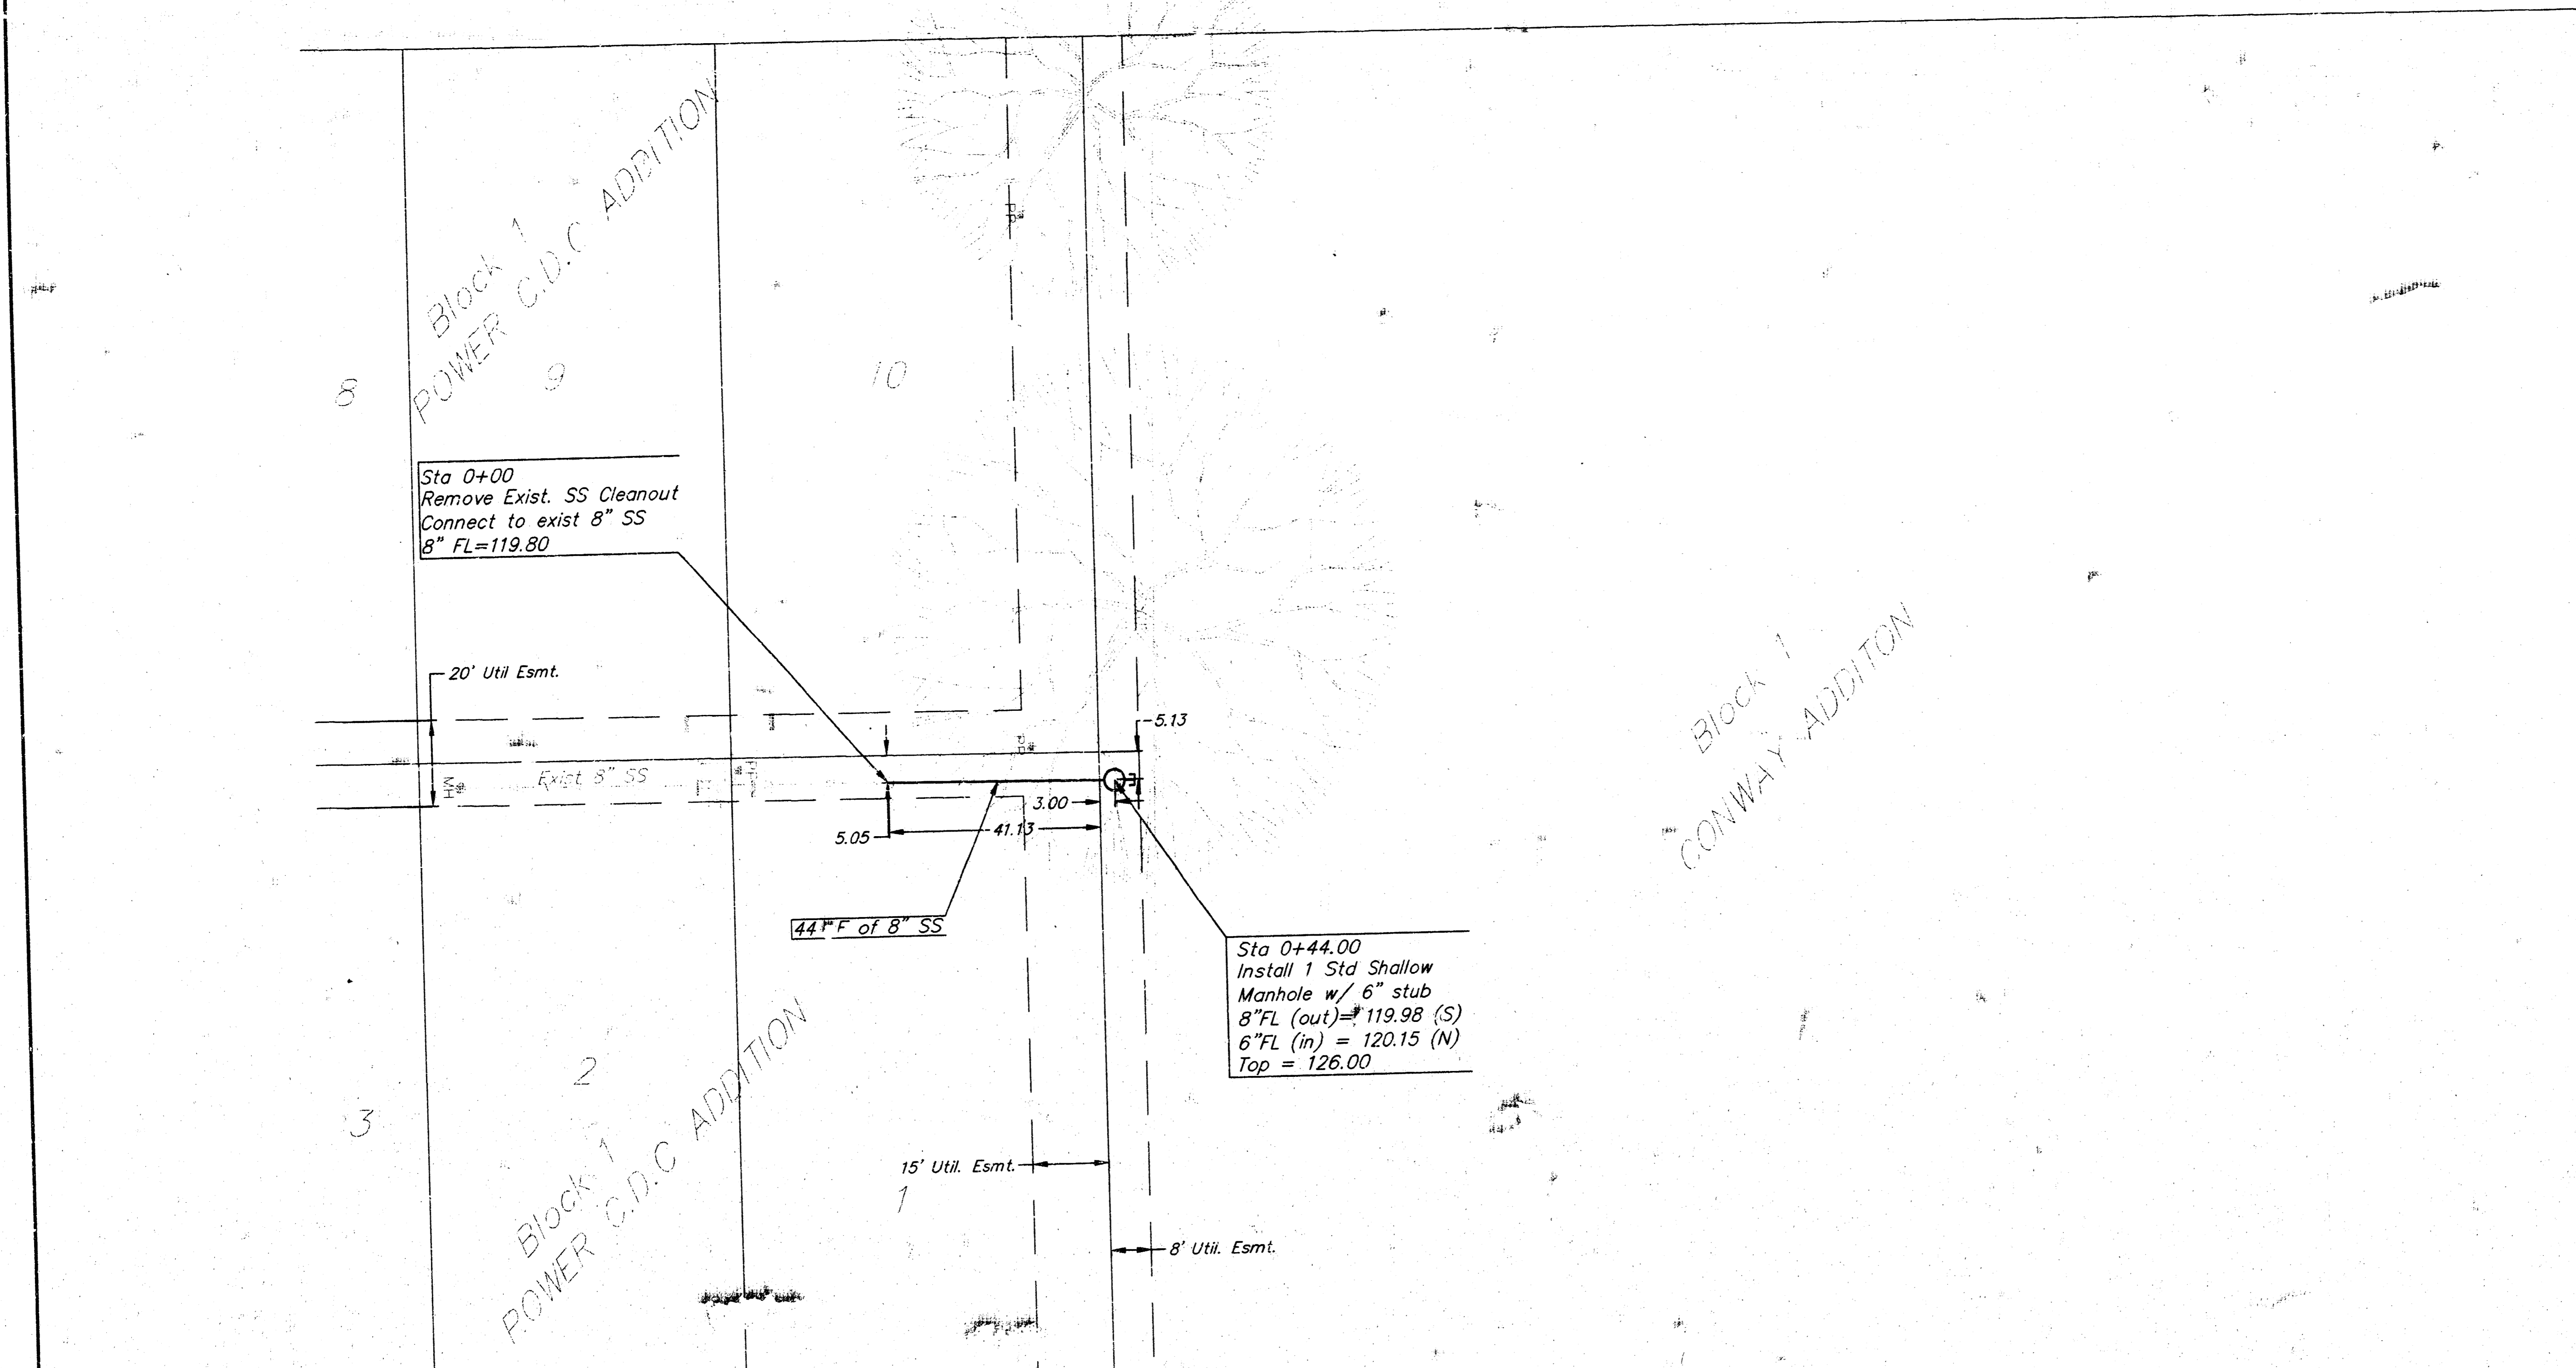 Block 1
POWER C.D.C ADDITION
8
9
10
Sta 0+00
Remove Exist. SS Cleanout
Connect to exist 8" SS
8" FL=119.80
20' Util Esmt.
5.13
Exist 8" SS
3.00
41.13
5.05
Block 1
CONWAY ADDITON
44 F of 8" SS
Sta 0+44.00
Install 1 Std Shallow
Manhole w/ 6" stub
8"FL (out)= 119.98 (S)
6"FL (in) = 120.15 (N)
Top = 126.00
2
3
Block 1
POWER C.D.C ADDITION
15' Util. Esmt.
1
8' Util. Esmt.